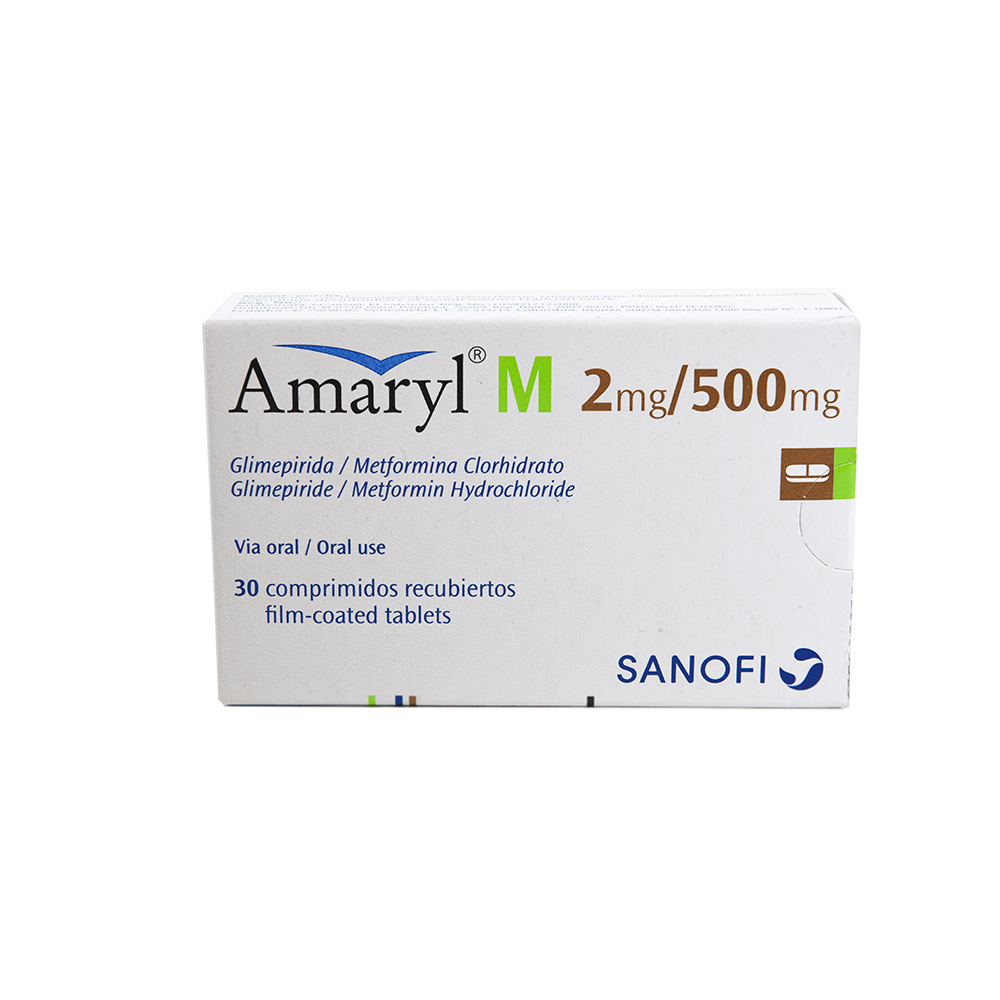 Amaryl® M 2mg/500mg
Glimepirida / Metformina Clorhidrato
Glimepiride / Metformin Hydrochloride
Via oral / Oral use
30 comprimidos recubiertos
film-coated tablets
SANOFI